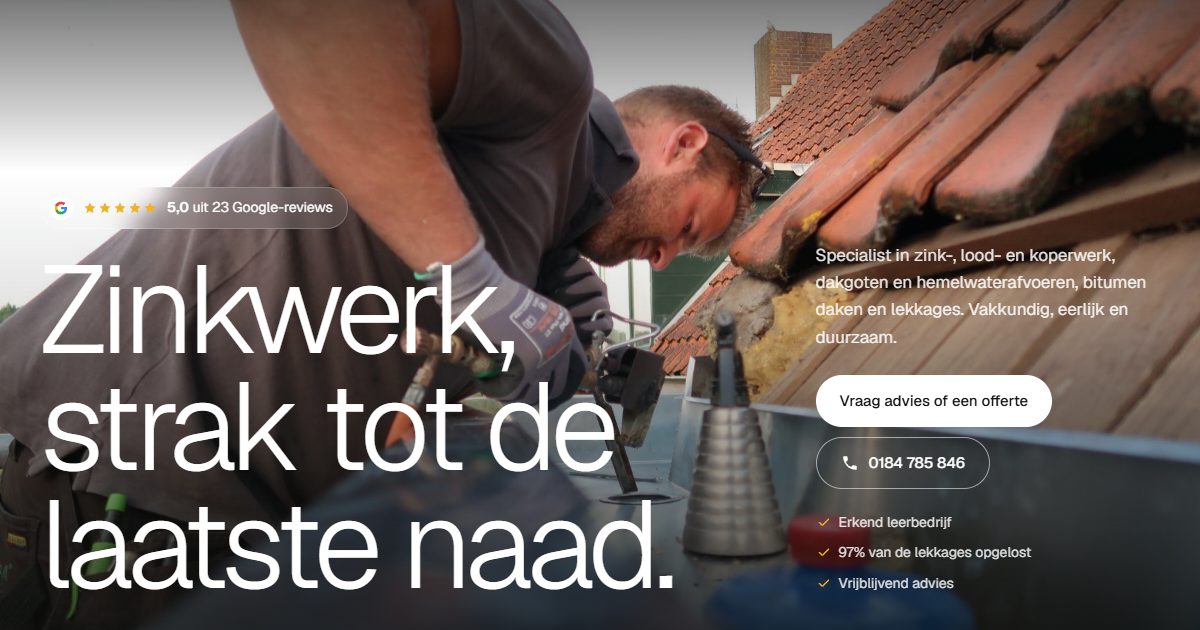 5,0 uit 23 Google-reviews
Zinkwerk,
strak tot de
laatste naad.
Specialist in zink-, lood- en koperwerk,
dakgoten en hemelwaterafvoeren, bitumen
daken en lekkages. Vakkundig, eerlijk en
duurzaam.
Vraag advies of een offerte
0184 785 846
Erkend leerbedrijf
97% van de lekkages opgelost
Vrijblijvend advies